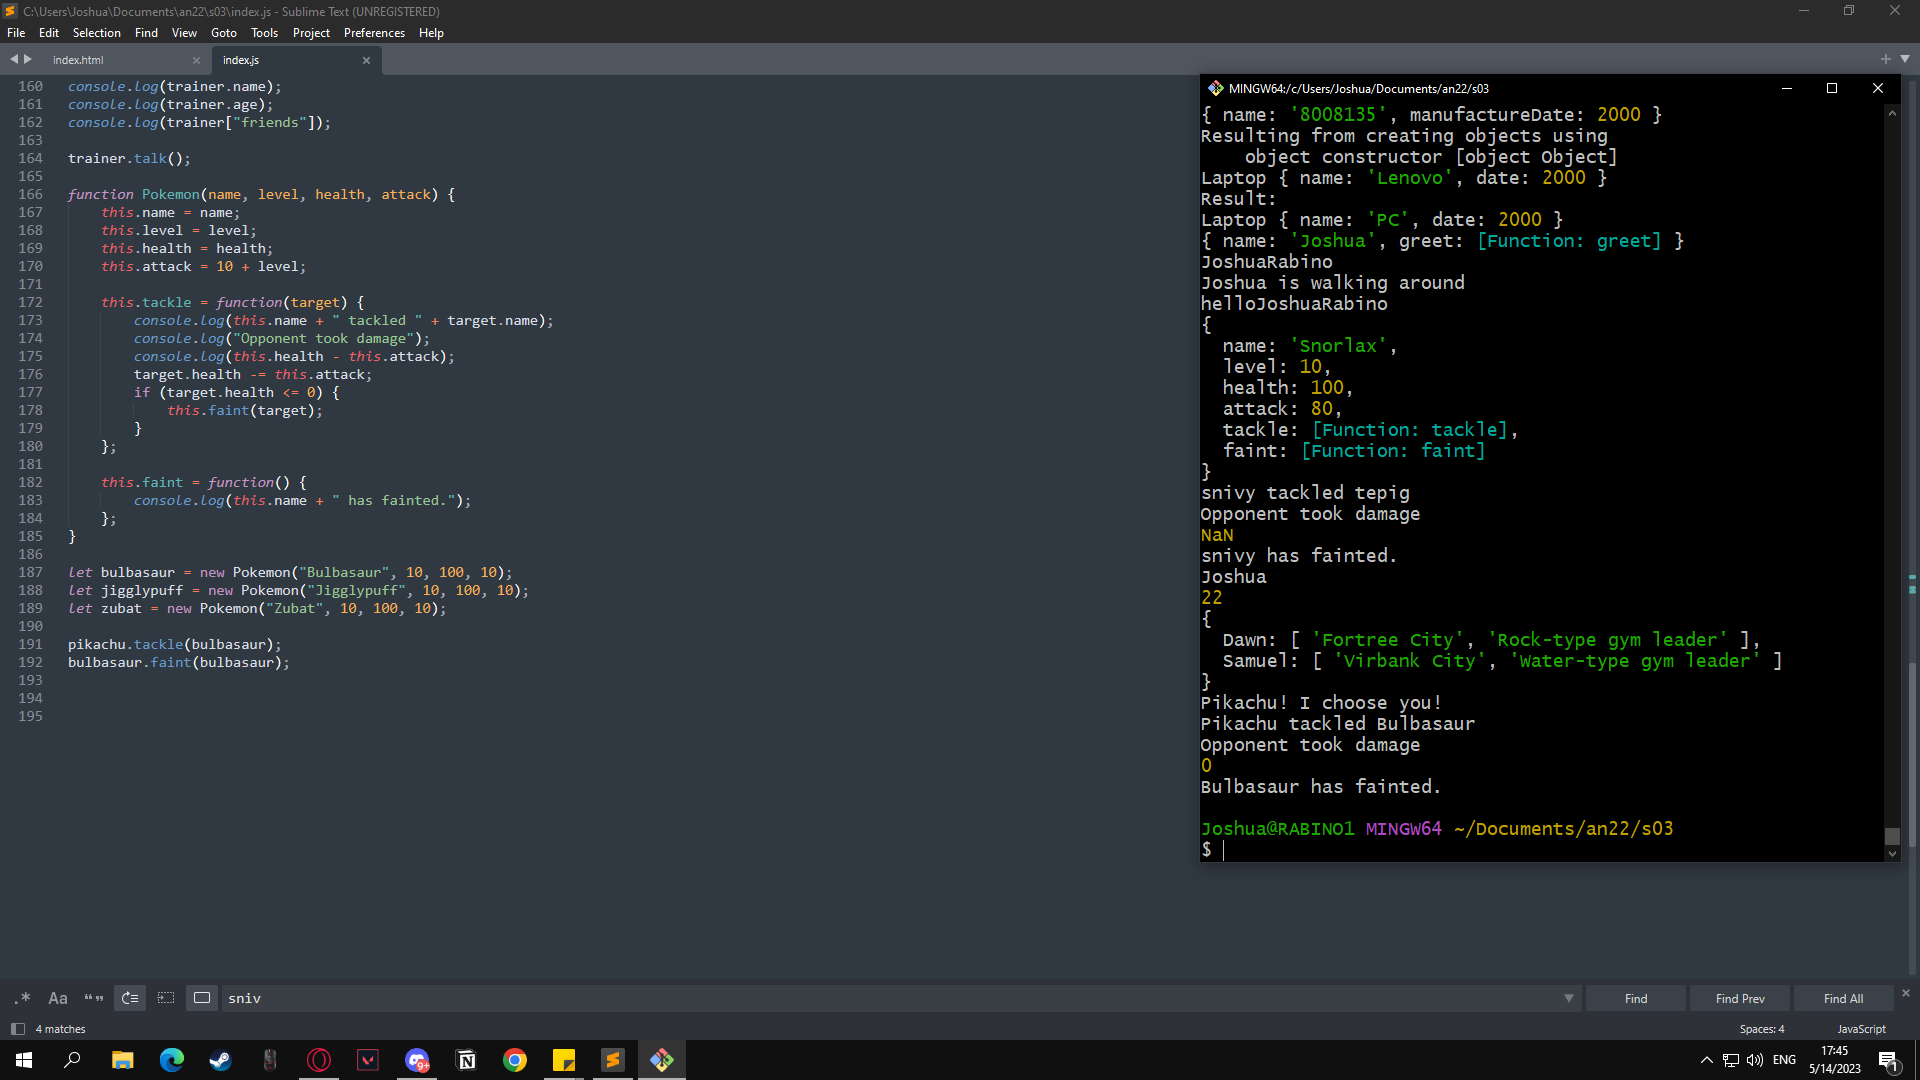 C:\Users\Joshua\Documents\an22\s03\index.js - Sublime Text (UNREGISTERED)
File Edit Selection Find View Goto Tools Project Preferences Help
index.html
index.js
160 console.log(trainer.name);
161 console.log(trainer.age);
162 console.log(trainer["friends"]);
163
164 trainer.talk();
165
166 function Pokemon(name, level, health, attack) {
167     this.name = name;
168     this.level = level;
169     this.health = health;
170     this.attack = 10 + level;
171
172     this.tackle = function(target) {
173         console.log(this.name + " tackled " + target.name);
174         console.log("Opponent took damage");
175         console.log(this.health - this.attack);
176         target.health -= this.attack;
177         if (target.health <= 0) {
178             this.faint(target);
179         }
180     };
181
182     this.faint = function() {
183         console.log(this.name + " has fainted.");
184     };
185 }
186
187 let bulbasaur = new Pokemon("Bulbasaur", 10, 100, 10);
188 let jigglypuff = new Pokemon("Jigglypuff", 10, 100, 10);
189 let zubat = new Pokemon("Zubat", 10, 100, 10);
190
191 pikachu.tackle(bulbasaur);
192 bulbasaur.faint(bulbasaur);
193
194
195
MINGW64:/c/Users/Joshua/Documents/an22/s03
{ name: '8008135', manufactureDate: 2000 }
Resulting from creating objects using
    object constructor [object Object]
Laptop { name: 'Lenovo', date: 2000 }
Result:
Laptop { name: 'PC', date: 2000 }
{ name: 'Joshua', greet: [Function: greet] }
JoshuaRabino
Joshua is walking around
helloJoshuaRabino
{
  name: 'Snorlax',
  level: 10,
  health: 100,
  attack: 80,
  tackle: [Function: tackle],
  faint: [Function: faint]
}
snivy tackled tepig
Opponent took damage
NaN
snivy has fainted.
Joshua
22
{
  Dawn: [ 'Fortree City', 'Rock-type gym leader' ],
  Samuel: [ 'Virbank City', 'Water-type gym leader' ]
}
Pikachu! I choose you!
Pikachu tackled Bulbasaur
Opponent took damage
0
Bulbasaur has fainted.
Joshua@RABINO1 MINGW64 ~/Documents/an22/s03
$
.* Aa “” sniv Find Find Prev Find All
4 matches Spaces: 4 JavaScript
9+
ENG
17:45
5/14/2023
1